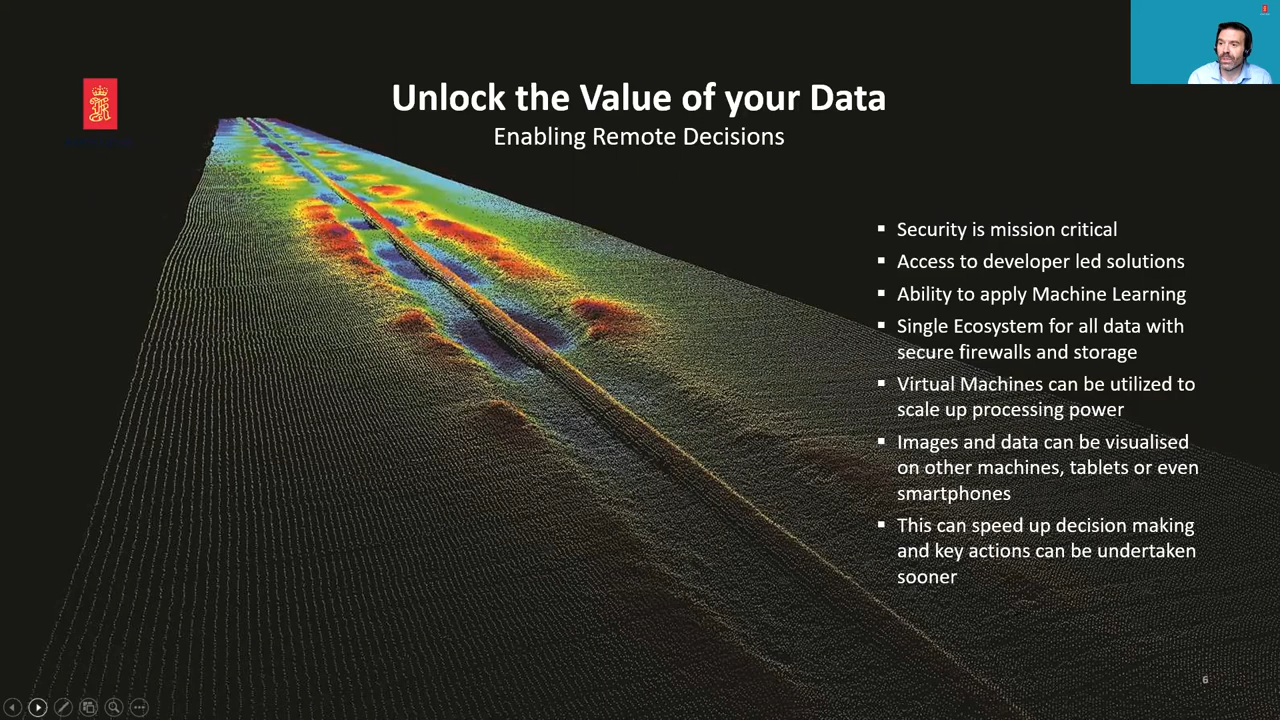 Unlock the Value of your Data
Enabling Remote Decisions
▪ Security is mission critical
▪ Access to developer led solutions
▪ Ability to apply Machine Learning
▪ Single Ecosystem for all data with
secure firewalls and storage
▪ Virtual Machines can be utilized to
scale up processing power
▪ Images and data can be visualised
on other machines, tablets or even
smartphones
▪ This can speed up decision making
and key actions can be undertaken
sooner
6